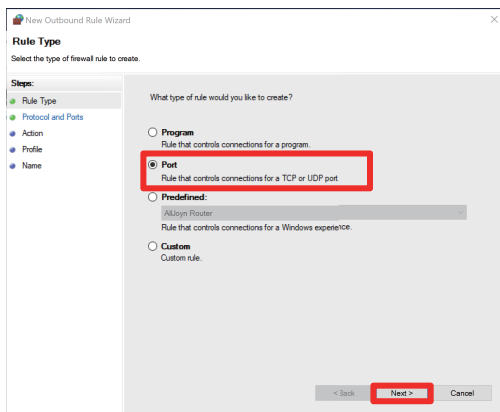 New Outbound Rule Wizard
Rule Type
Select the type of firewall rule to create.
Steps:
Rule Type
Protocol and Ports
Action
Profile
Name
What type of rule would you like to create?
Program
Rule that controls connections for a program.
Port
Rule that controls connections for a TCP or UDP port
Predefined:
AllJoyn Router
Rule that controls connections for a Windows experience.
Custom
Custom rule.
< Back Next > Cancel